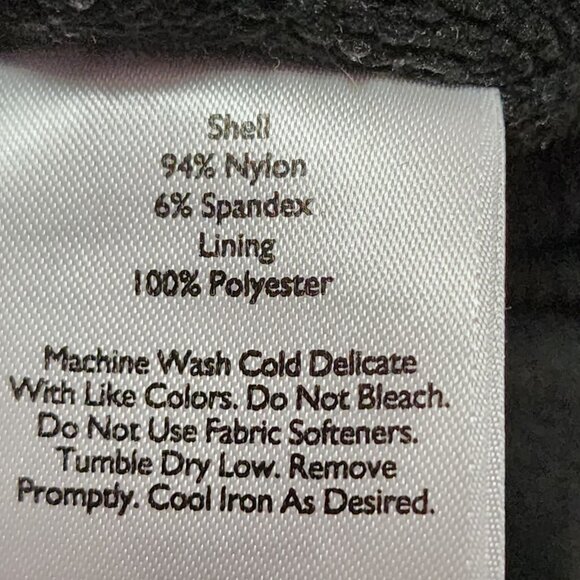 Shell
94% Nylon
6% Spandex
Lining
100% Polyester
Machine Wash Cold Delicate
With Like Colors. Do Not Bleach.
Do Not Use Fabric Softeners.
Tumble Dry Low. Remove
Promptly. Cool Iron As Desired.